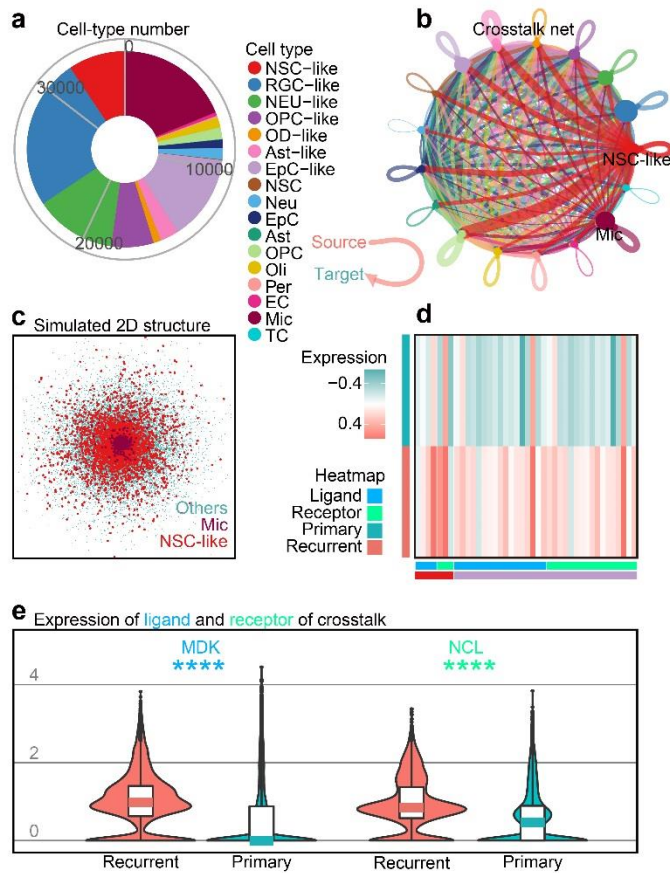 a
Cell-type number
0
30000
10000
20000
Cell type
NSC-like
RGC-like
NEU-like
OPC-like
OD-like
Ast-like
EpC-like
NSC
Neu
EpC
Ast
OPC
Oli
Per
EC
Mic
TC
b
Crosstalk net
NSC-like
Mic
Source
Target
c
Simulated 2D structure
Others
Mic
NSC-like
d
Expression
-0.4
0.4
Heatmap
Ligand
Receptor
Primary
Recurrent
e
Expression of ligand and receptor of crosstalk
MDK
****
NCL
****
4
2
0
Recurrent
Primary
Recurrent
Primary